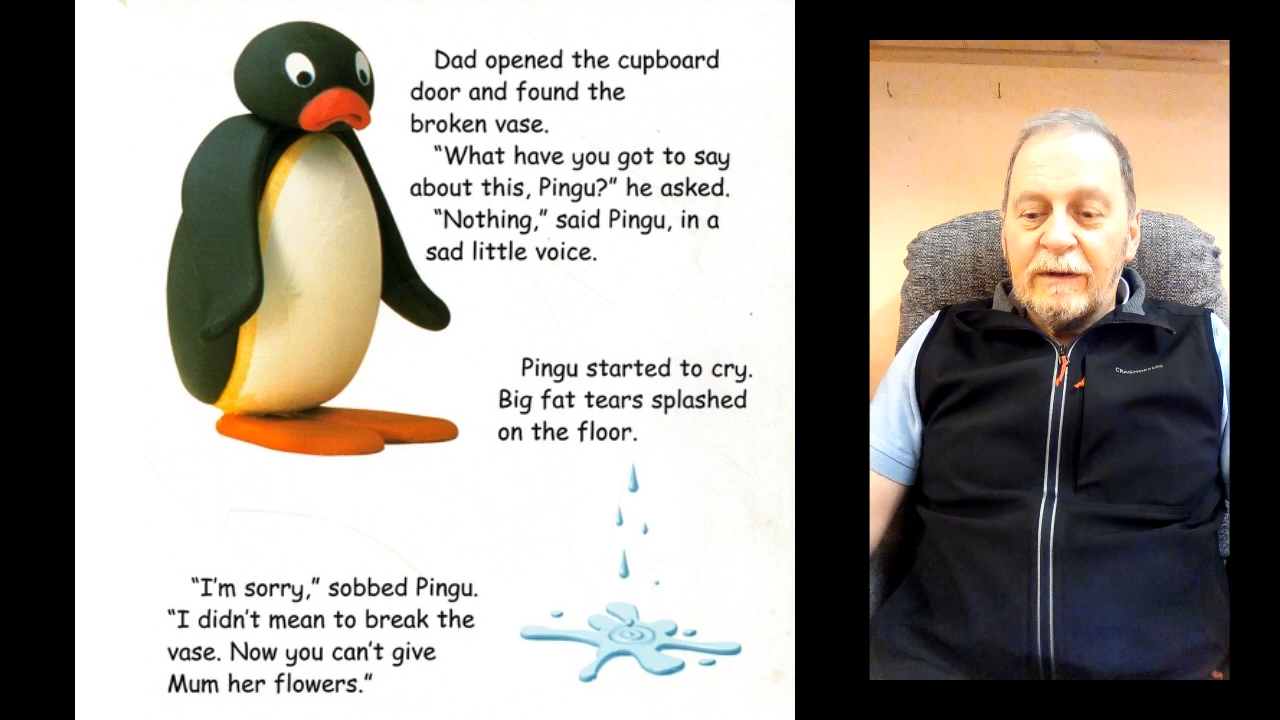 Dad opened the cupboard
door and found the
broken vase.
“What have you got to say
about this, Pingu?” he asked.
“Nothing,” said Pingu, in a
sad little voice.
Pingu started to cry.
Big fat tears splashed
on the floor.
“I’m sorry,” sobbed Pingu.
“I didn’t mean to break the
vase. Now you can’t give
Mum her flowers.”
CRAGHOPPERS